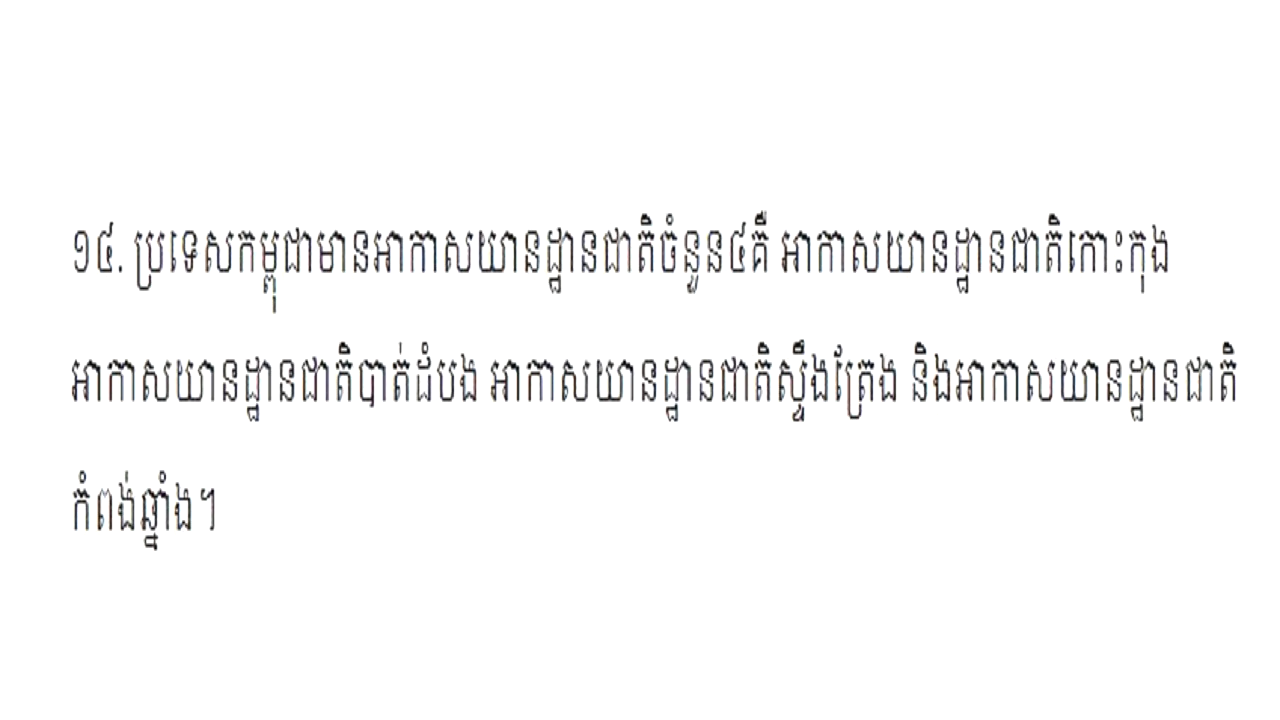 ១៤. ប្រទេសកម្ពុជាមានអាកាសយានដ្ឋានជាតិចំនួន៤គឺ អាកាសយានដ្ឋានជាតិកោះកុង
អាកាសយានដ្ឋានជាតិបាត់ដំបង អាកាសយានដ្ឋានជាតិស្ទឹងត្រែង និងអាកាសយានដ្ឋានជាតិ
កំពង់ឆ្នាំង។